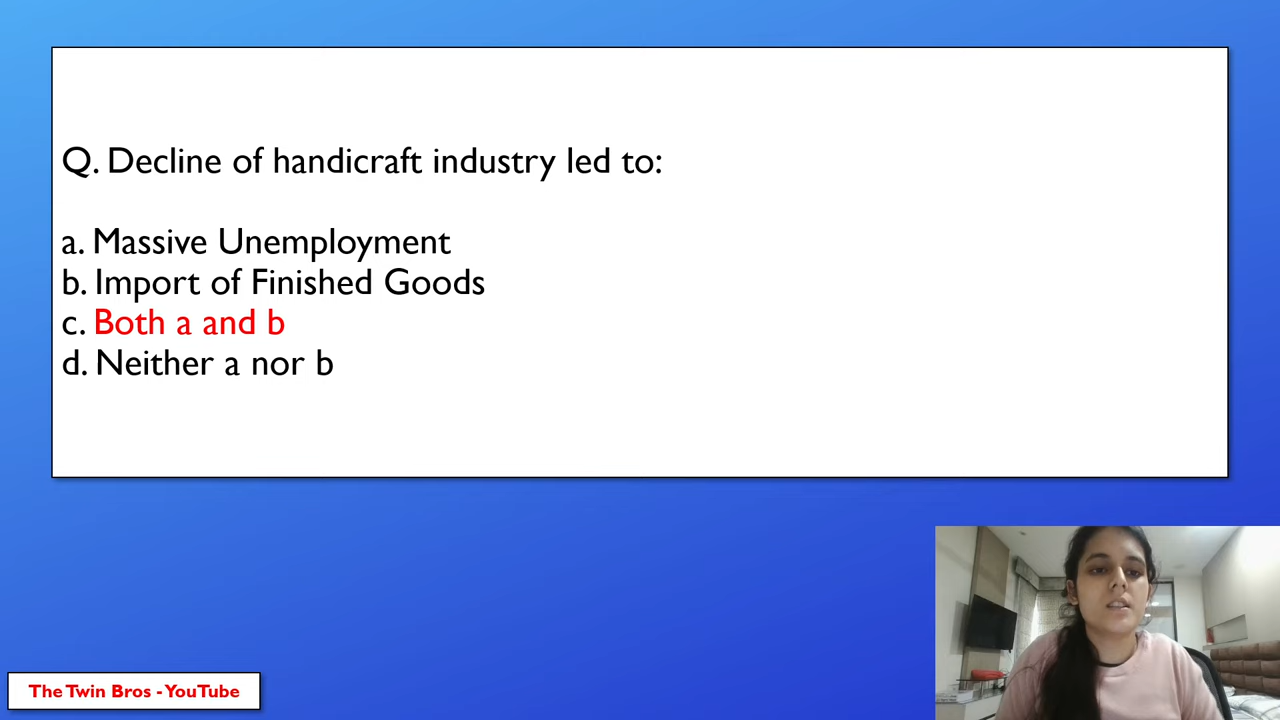 Q. Decline of handicraft industry led to:
a. Massive Unemployment
b. Import of Finished Goods
c. Both a and b
d. Neither a nor b
The Twin Bros - YouTube